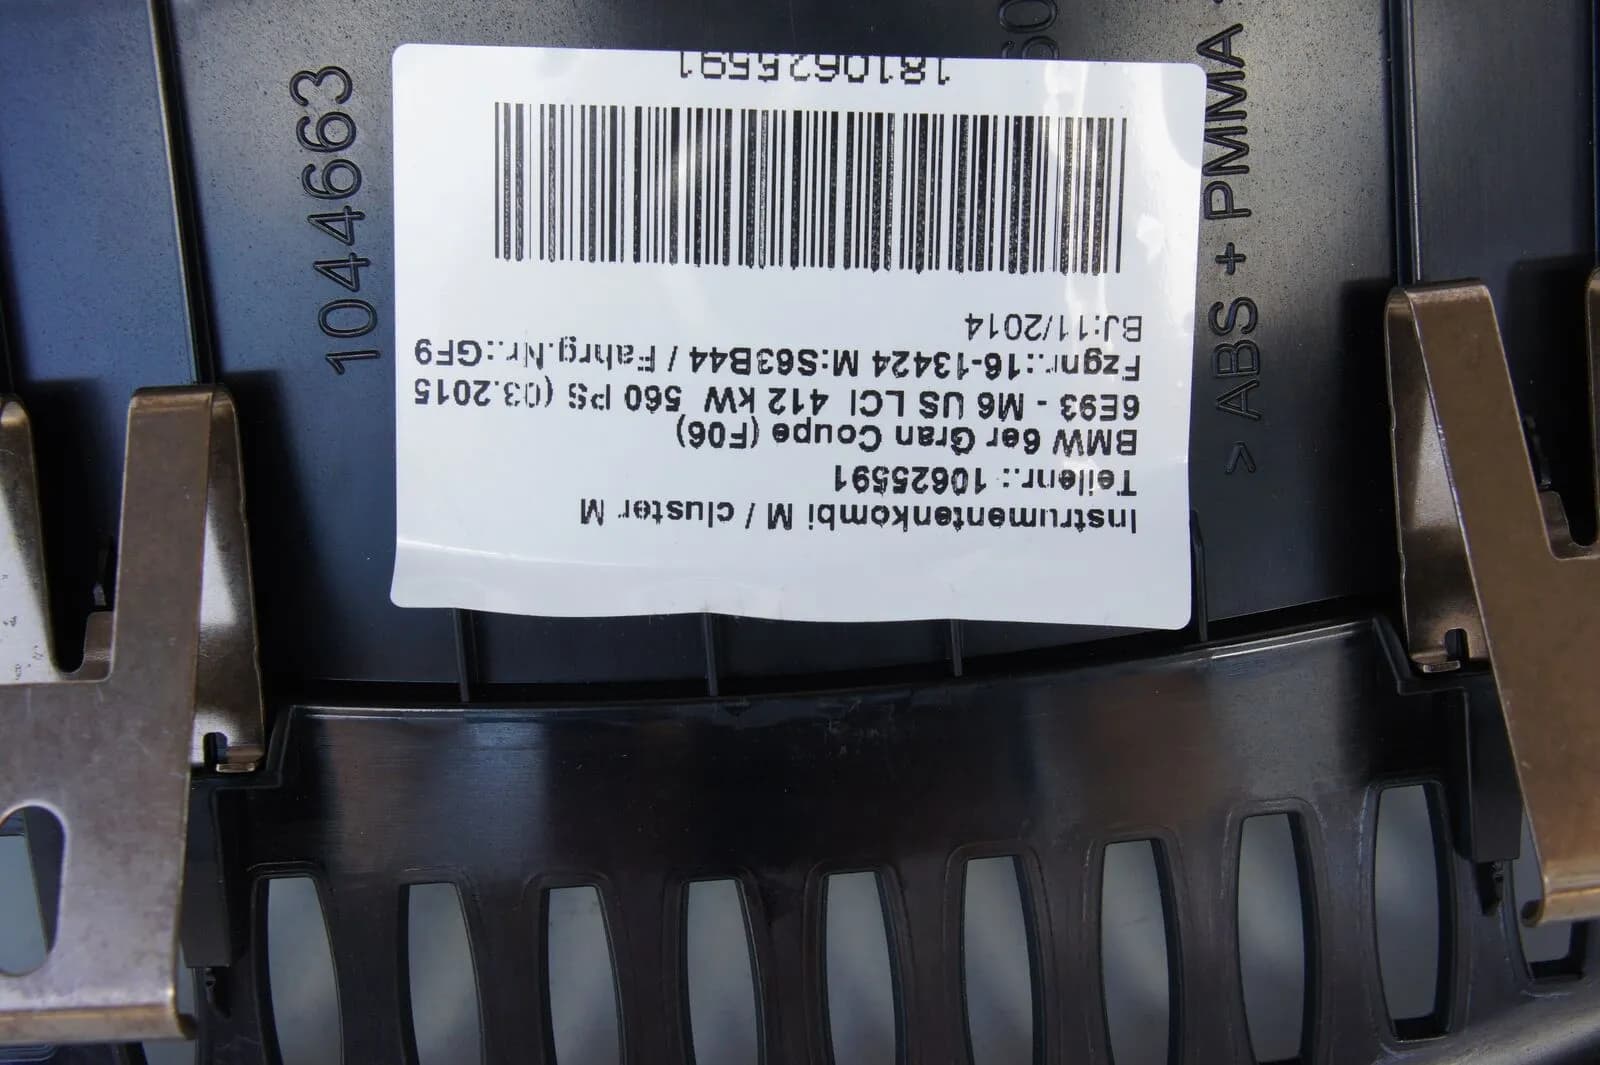 Instrumentenkombi M / cluster M
Teilenr.: 10625591
BMW 6er Gran Coupe (F06)
6E93 - M6 US LCI 412 kW 560 PS (03.2015
Fzgnr.:16-13424 M:S63B44 / Fahrg.Nr.:GF9
BJ:11/2014
1810625591
1044663
> ABS + PMMA